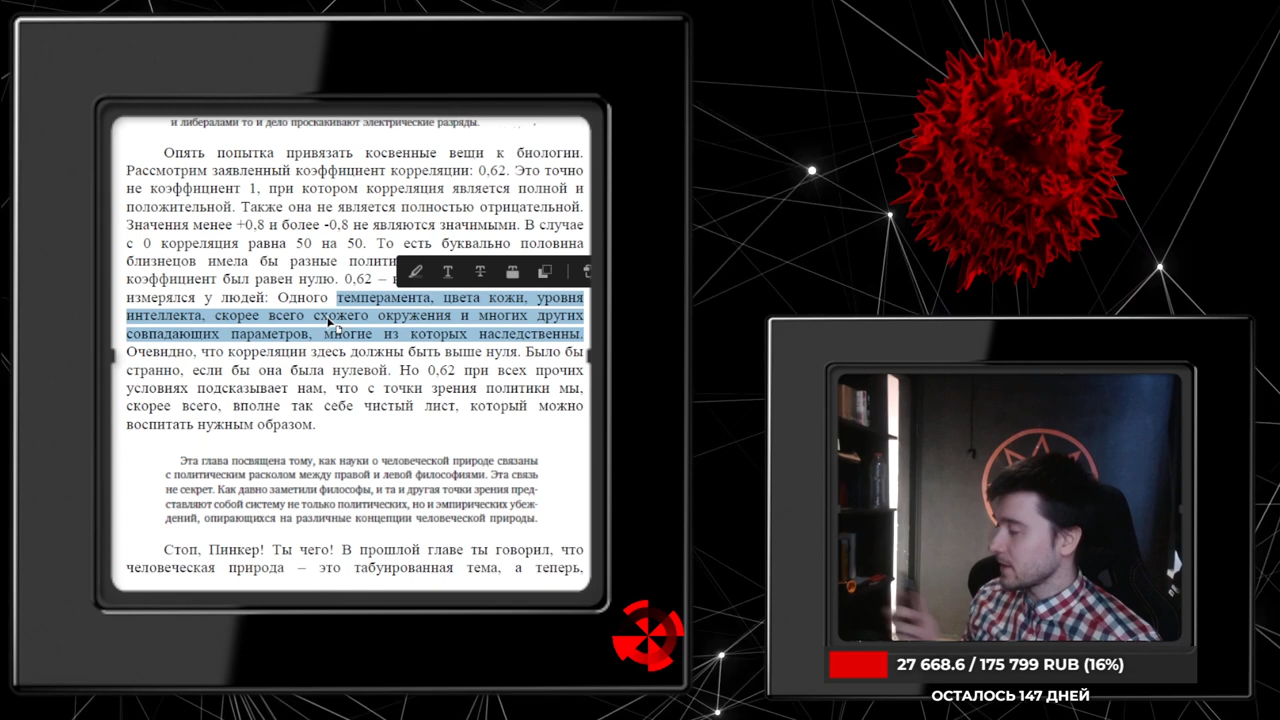 и либералами то и дело проскакивают электрические разряды.
Опять попытка привязать косвенные вещи к биологии.
Рассмотрим заявленный коэффициент корреляции: 0,62. Это точно
не коэффициент 1, при котором корреляция является полной и
положительной. Также она не является полностью отрицательной.
Значения менее +0,8 и более -0,8 не являются значимыми. В случае
с 0 корреляция равна 50 на 50. То есть буквально половина
близнецов имела бы разные
коэффициент был равен нулю. 0,62 –
измерялся у людей: Одного темперамента, цвета кожи, уровня
интеллекта, скорее всего схожего окружения и многих других
совпадающих параметров, многие из которых наследственны.
Очевидно, что корреляции здесь должны быть выше нуля. Было бы
странно, если бы она была нулевой. Но 0,62 при всех прочих
условиях подсказывает нам, что с точки зрения политики мы,
скорее всего, вполне так себе чистый лист, который можно
воспитать нужным образом.
Эта глава посвящена тому, как науки о человеческой природе связаны
с политическим расколом между правой и левой философиями. Эта связь
не секрет. Как давно заметили философы, и та и другая точки зрения пред-
ставляют собой систему не только политических, но и эмпирических убеж-
дений, опирающихся на различные концепции человеческой природы.
Стоп, Пинкер! Ты чего! В прошлой главе ты говорил, что
человеческая природа – это табуированная тема, а теперь,
27 668.6 / 175 799 RUB (16%)
ОСТАЛОСЬ 147 ДНЕЙ